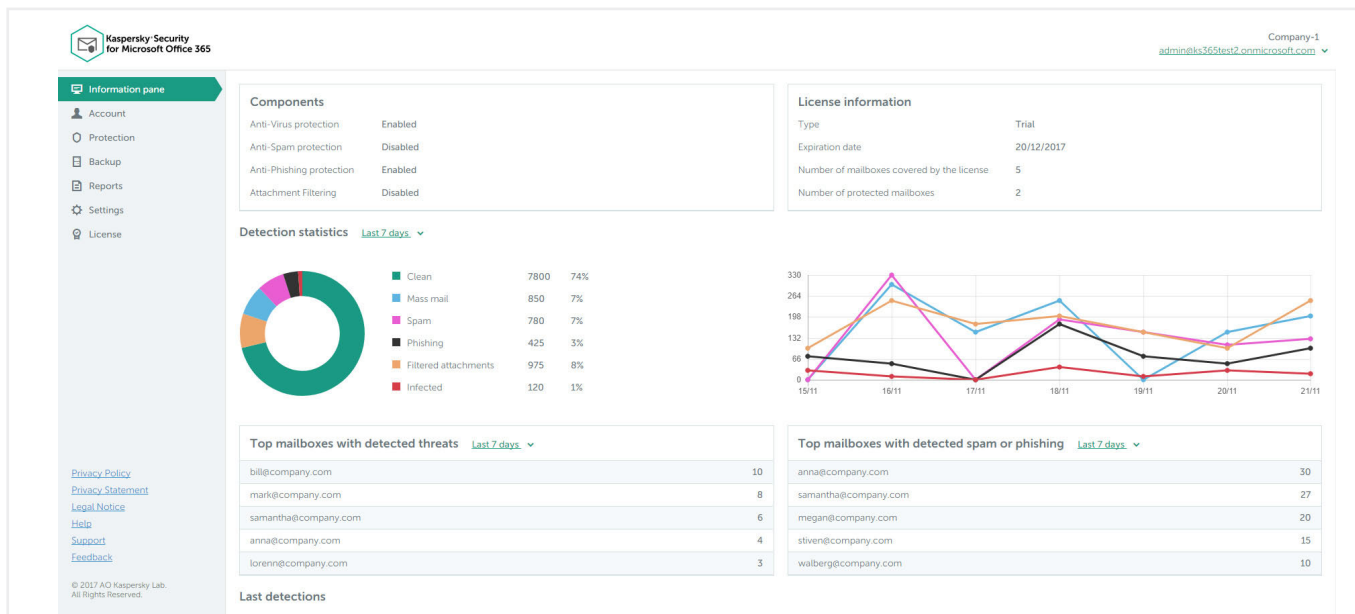 Kaspersky Security
for Microsoft Office 365
Company-1
admin@ks365test2.onmicrosoft.com
Information pane
Account
Protection
Backup
Reports
Settings
License
Privacy Policy
Privacy Statement
Legal Notice
Help
Support
Feedback
© 2017 AO Kaspersky Lab.
All Rights Reserved.
Components
Anti-Virus protection Enabled
Anti-Spam protection Disabled
Anti-Phishing protection Enabled
Attachment Filtering Disabled
License information
Type Trial
Expiration date 20/12/2017
Number of mailboxes covered by the license 5
Number of protected mailboxes 2
Detection statistics Last 7 days
Clean 7800 74%
Mass mail 850 7%
Spam 780 7%
Phishing 425 3%
Filtered attachments 975 8%
Infected 120 1%
330
264
198
132
66
0
15/11 16/11 17/11 18/11 19/11 20/11 21/11
Top mailboxes with detected threats Last 7 days
bill@company.com 10
mark@company.com 8
samantha@company.com 6
anna@company.com 4
lorenn@company.com 3
Top mailboxes with detected spam or phishing Last 7 days
anna@company.com 30
samantha@company.com 27
megan@company.com 20
stiven@company.com 15
walberg@company.com 10
Last detections